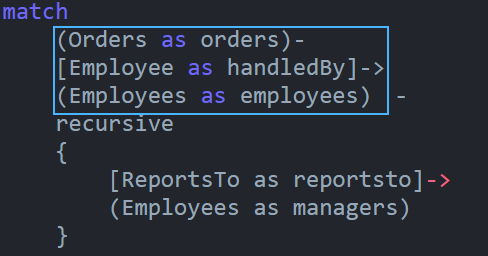 match
(Orders as orders)-
[Employee as handledBy]->
(Employees as employees) -
recursive
{
[ReportsTo as reportsto]->
(Employees as managers)
}